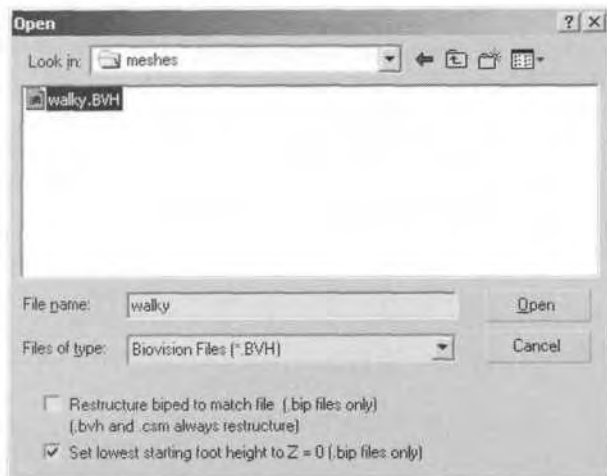 Open
Look in: meshes
walky.BVH
File name: walky Open
Files of type: Biovision Files (*.BVH) Cancel
Restructure biped to match file (.bip files only)
(.bvh and .csm always restructure)
Set lowest starting foot height to Z = 0 (.bip files only)